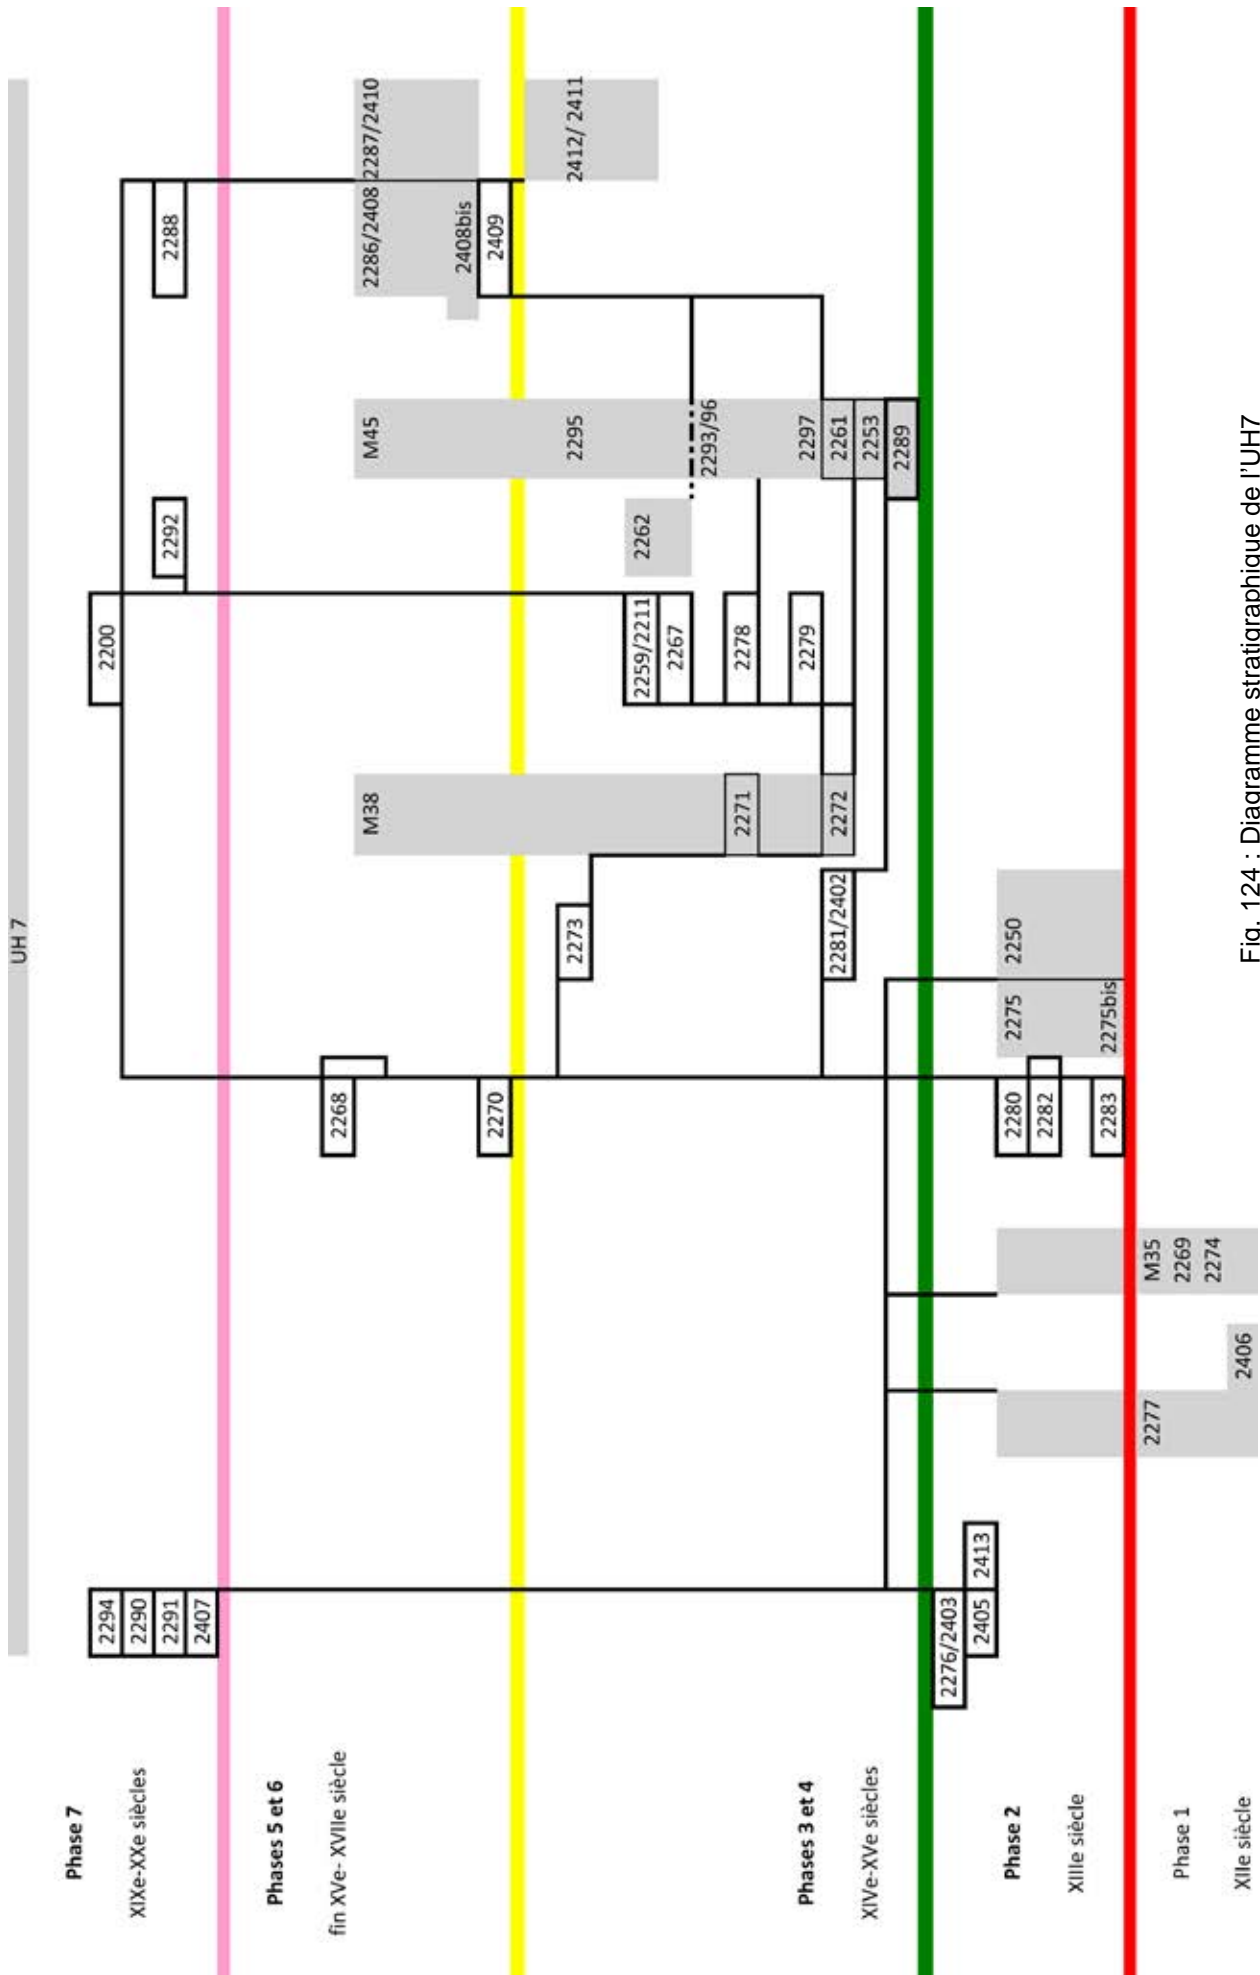 UH 7
Phase 7
XIXe-XXe siècles
2294
2290
2291
2407
2200
2292
2288
Phases 5 et 6
fin XVe- XVIIe siècle
2268
2270
M38
M45
2286/2408
2287/2410
2408bis
2409
Phases 3 et 4
XIVe-XVe siècles
2273
2295
2412/ 2411
2259/2211
2262
2267
2293/96
2271
2278
2279
2297
2281/2402
2272
2261
2253
2289
Phase 2
XIIIe siècle
2276/2403
2405
2413
2280
2282
2283
2275
2250
2275bis
Phase 1
XIIe siècle
2277
2406
M35
2269
2274
Fig. 124 : Diagramme stratigraphique de l'UH7